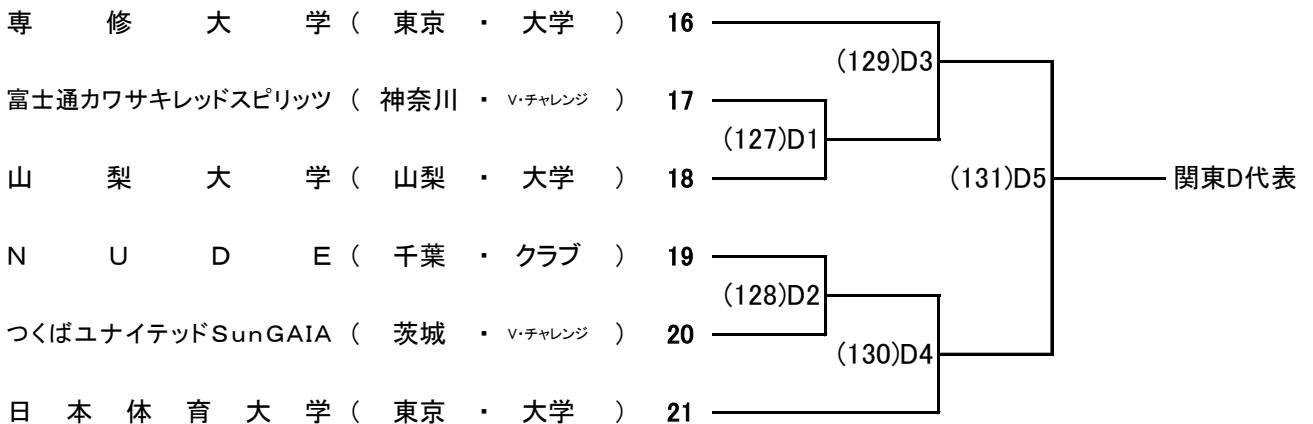 専修大学（東京・大学）16
(129)D3
富士通カワサキレッドスピリッツ（神奈川・V・チャレンジ）17
(127)D1
山梨大学（山梨・大学）18
(131)D5 関東D代表
ＮＵＤＥ（千葉・クラブ）19
(128)D2
つくばユナイテッドＳｕｎＧＡＩＡ（茨城・V・チャレンジ）20
(130)D4
日本体育大学（東京・大学）21